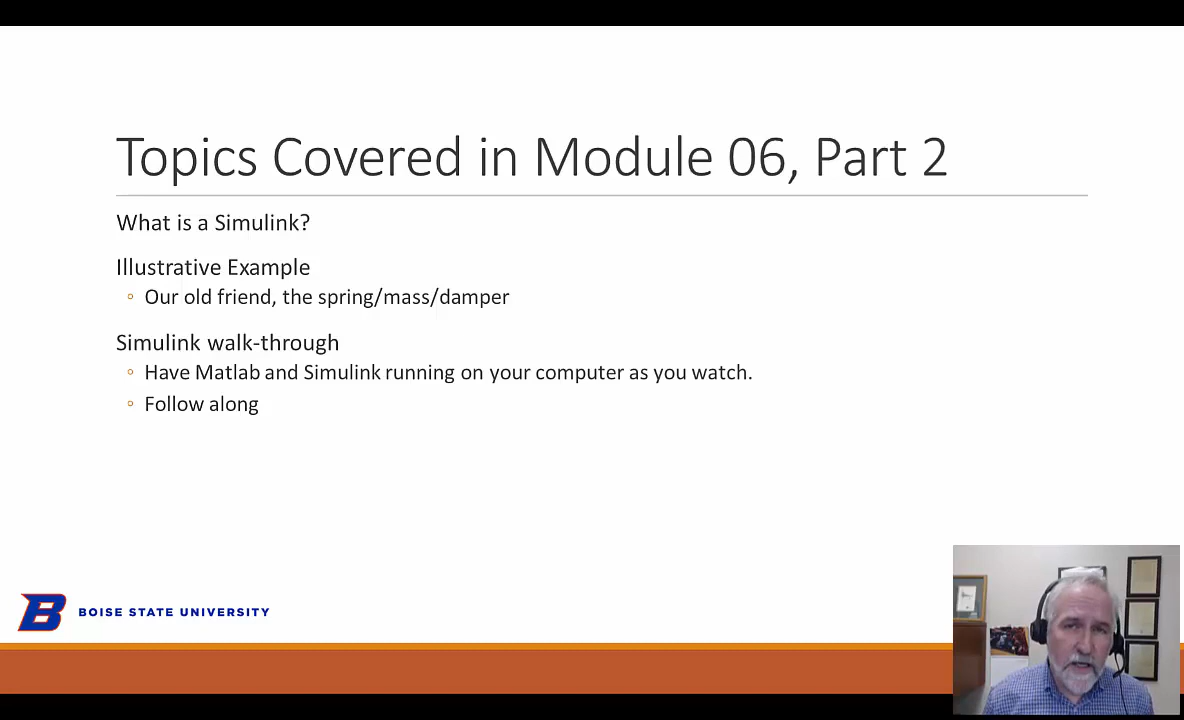 Topics Covered in Module 06, Part 2
What is a Simulink?
Illustrative Example
◦ Our old friend, the spring/mass/damper
Simulink walk-through
◦ Have Matlab and Simulink running on your computer as you watch.
◦ Follow along
B BOISE STATE UNIVERSITY